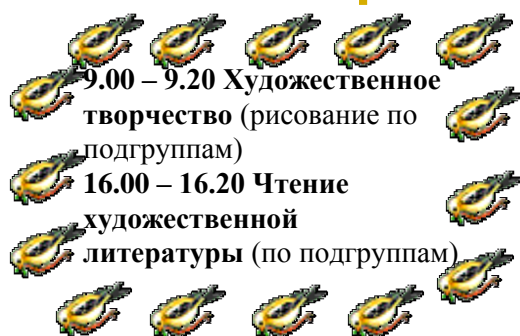 9.00 – 9.20 Художественное
творчество (рисование по
подгруппам)
16.00 – 16.20 Чтение
художественной
литературы (по подгруппам)